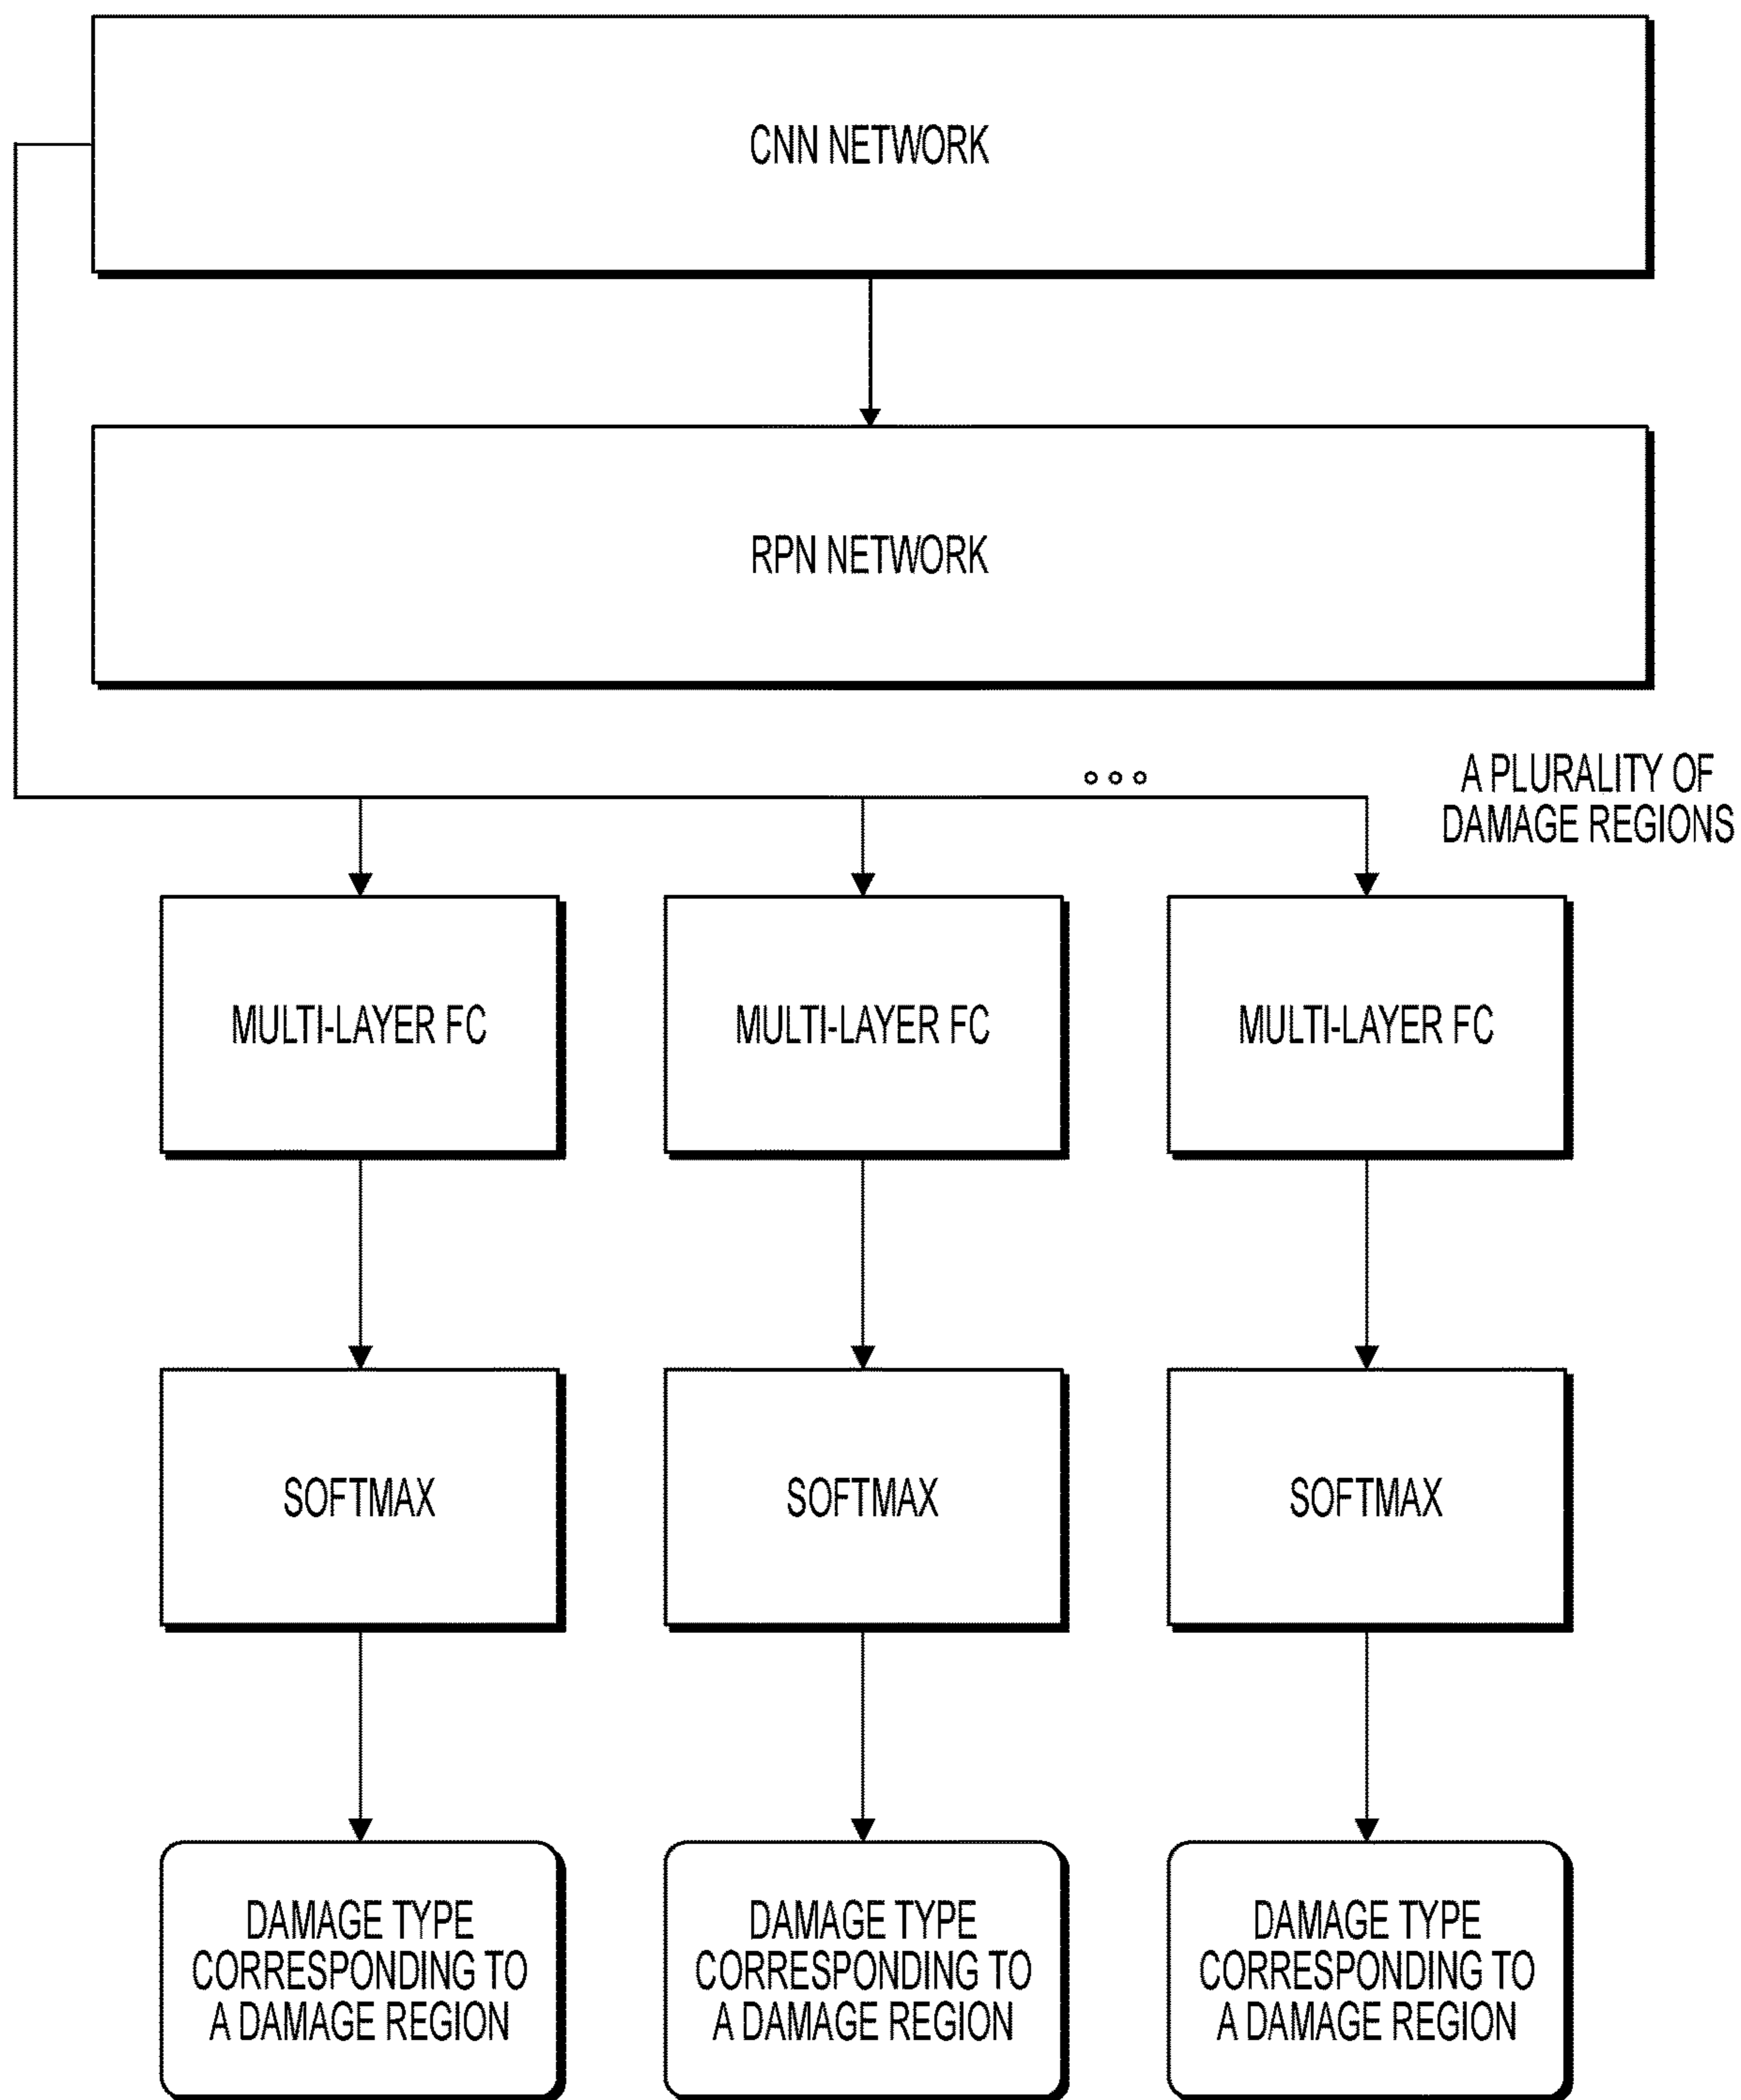 CNN NETWORK
RPN NETWORK
A PLURALITY OF
DAMAGE REGIONS
MULTI-LAYER FC
MULTI-LAYER FC
MULTI-LAYER FC
SOFTMAX
SOFTMAX
SOFTMAX
DAMAGE TYPE
CORRESPONDING TO
A DAMAGE REGION
DAMAGE TYPE
CORRESPONDING TO
A DAMAGE REGION
DAMAGE TYPE
CORRESPONDING TO
A DAMAGE REGION